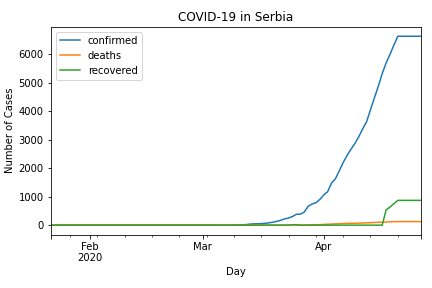 COVID-19 in Serbia
confirmed
deaths
recovered
Number of Cases
6000
5000
4000
3000
2000
1000
0
Feb
2020
Mar
Apr
Day